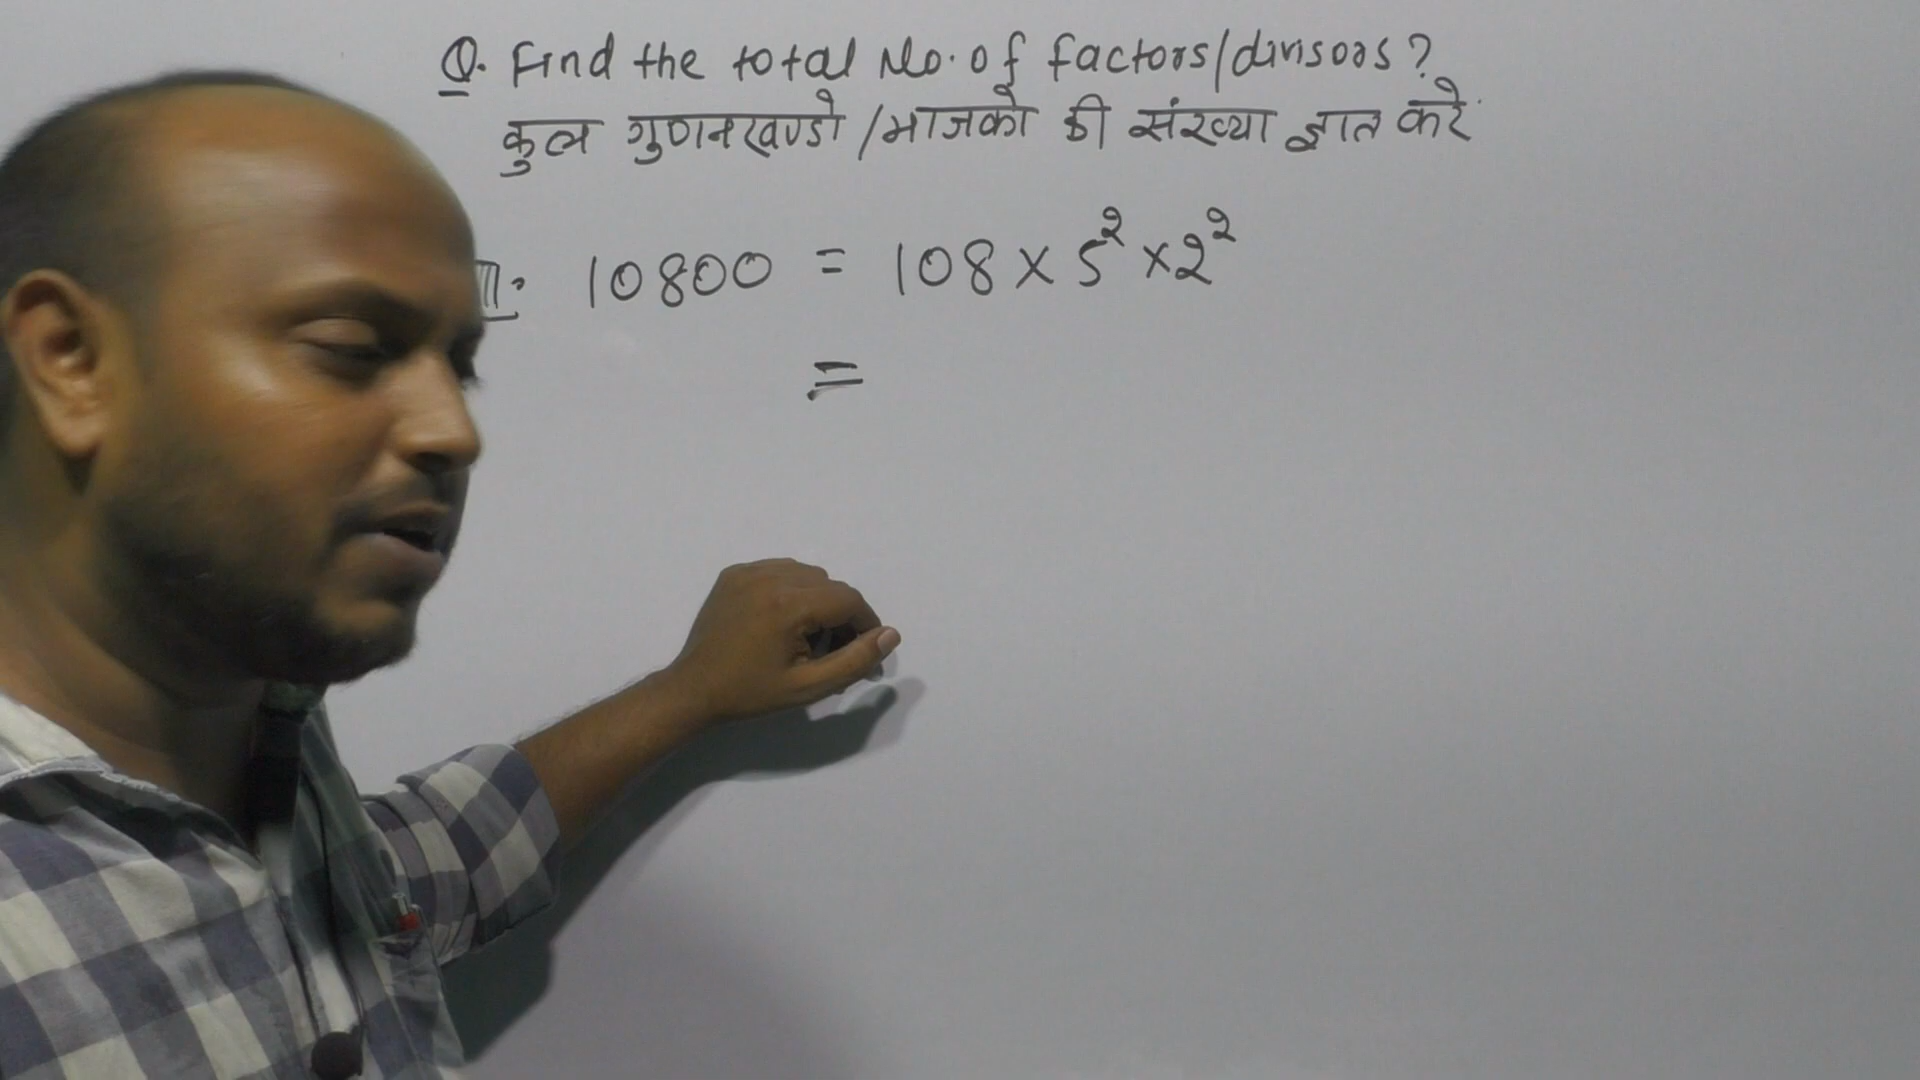 Q. Find the total No. of factors/divisors?
कुल गुणनखण्डो /भाजको की संख्या ज्ञात करे
10800 = 108 × 5² × 2²
=